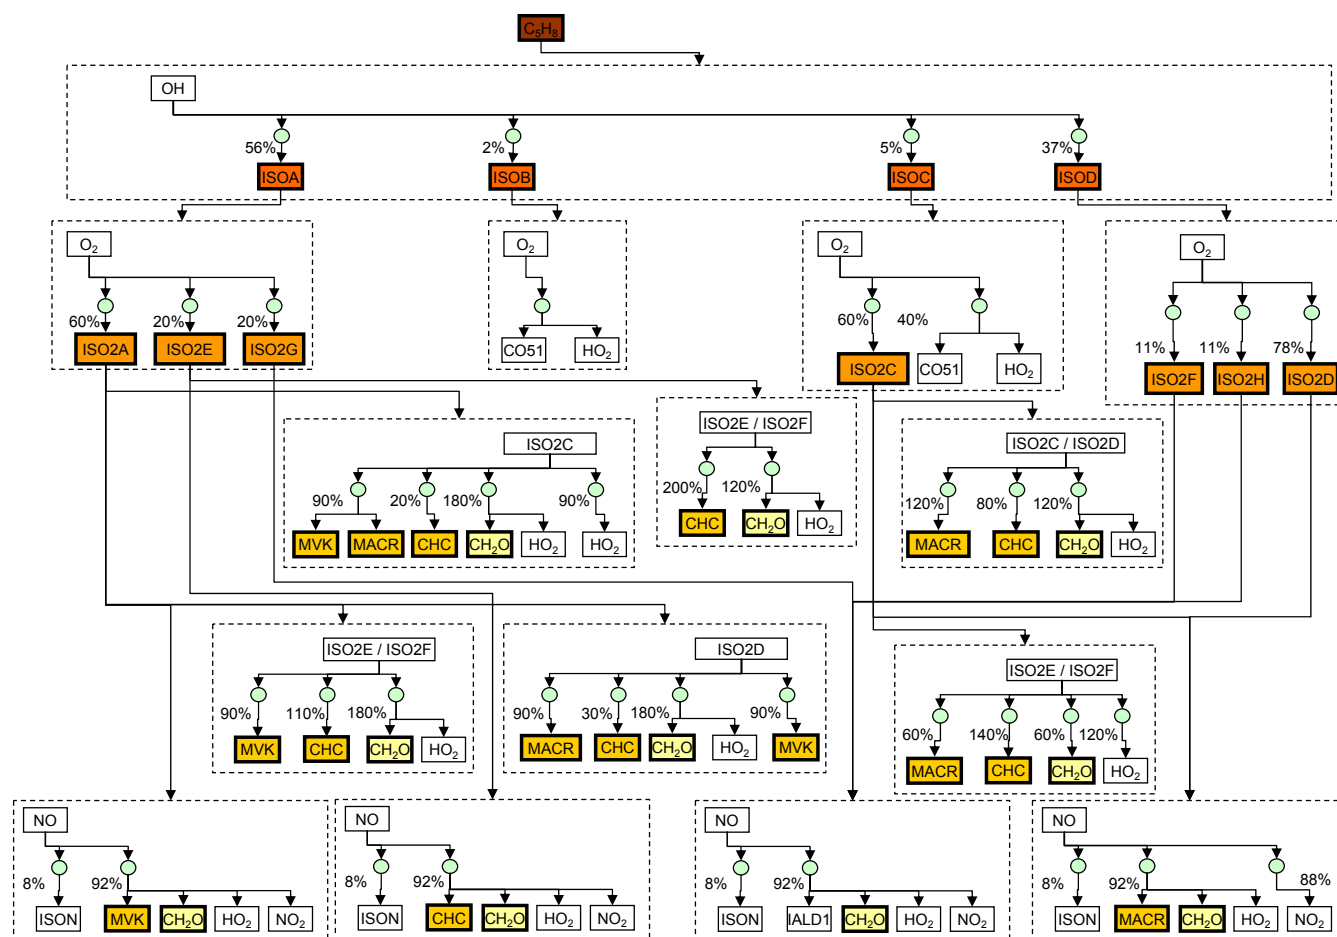 C₅H₈
OH
56% 2% 5% 37%
ISOA ISOB ISOC ISOD
O₂ O₂ O₂ O₂
60% 20% 20% 60% 40%
ISO2A ISO2E ISO2G CO51 HO₂ ISO2C CO51 HO₂
11% 11% 78%
ISO2F ISO2H ISO2D
ISO2C
90% 20% 180% 90%
MVK MACR CHC CH₂O HO₂ HO₂
ISO2E / ISO2F
200% 120%
CHC CH₂O HO₂
ISO2C / ISO2D
120% 80% 120%
MACR CHC CH₂O HO₂
ISO2E / ISO2F
90% 110% 180%
MVK CHC CH₂O HO₂
ISO2D
90% 30% 180% 90%
MACR CHC CH₂O HO₂ MVK
ISO2E / ISO2F
60% 140% 60% 120%
MACR CHC CH₂O HO₂
NO
8% 92%
ISON MVK CH₂O HO₂ NO₂
NO
8% 92%
ISON CHC CH₂O HO₂ NO₂
NO
8% 92%
ISON IALD1 CH₂O HO₂ NO₂
NO
8% 92% 88%
ISON MACR CH₂O HO₂ NO₂